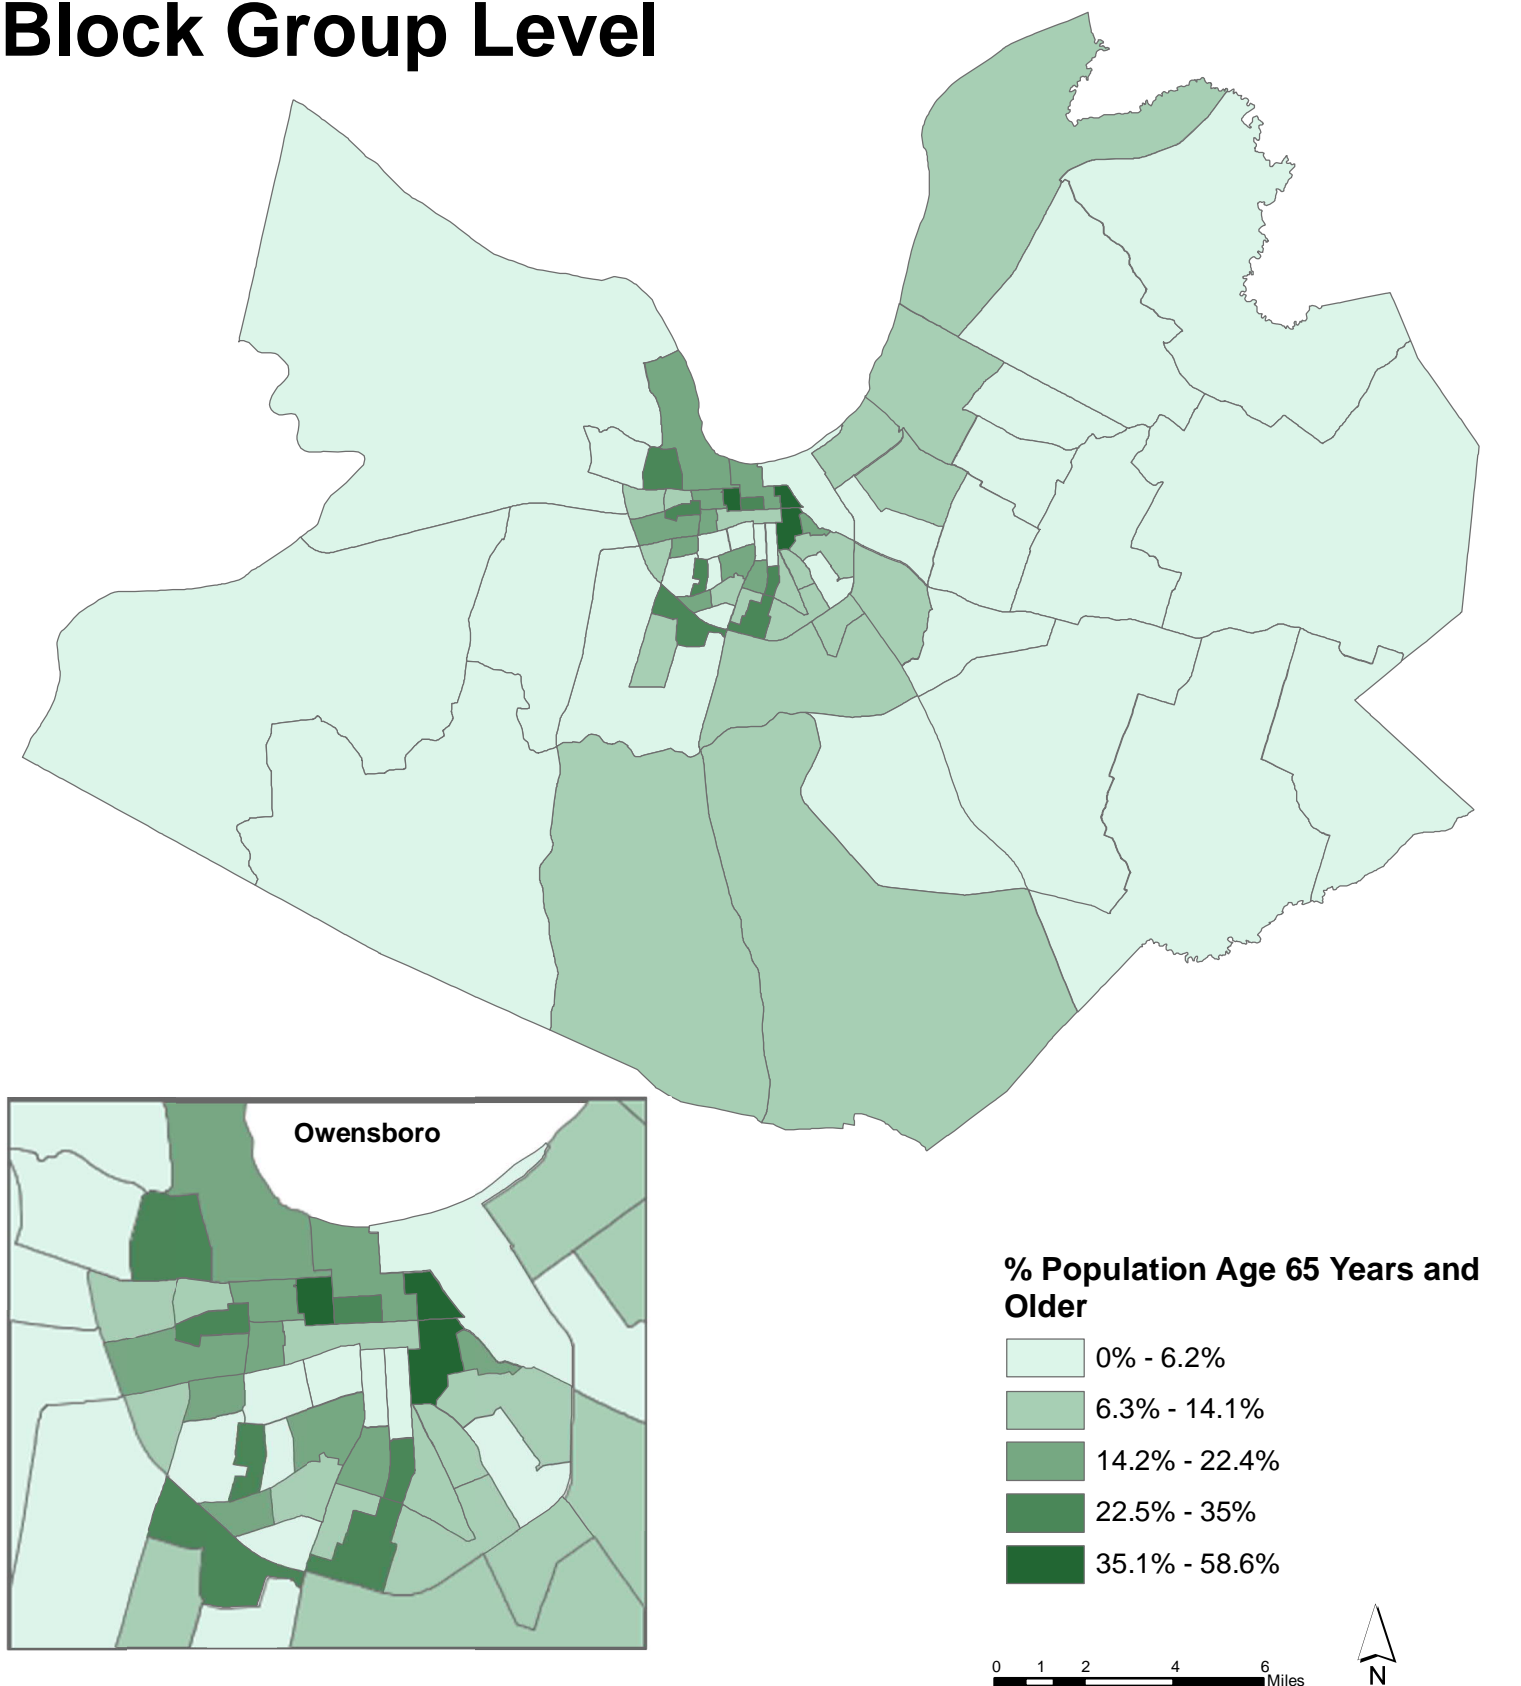 Block Group Level
Owensboro
% Population Age 65 Years and
Older
0% - 6.2%
6.3% - 14.1%
14.2% - 22.4%
22.5% - 35%
35.1% - 58.6%
0 1 2 4 6
Miles
N